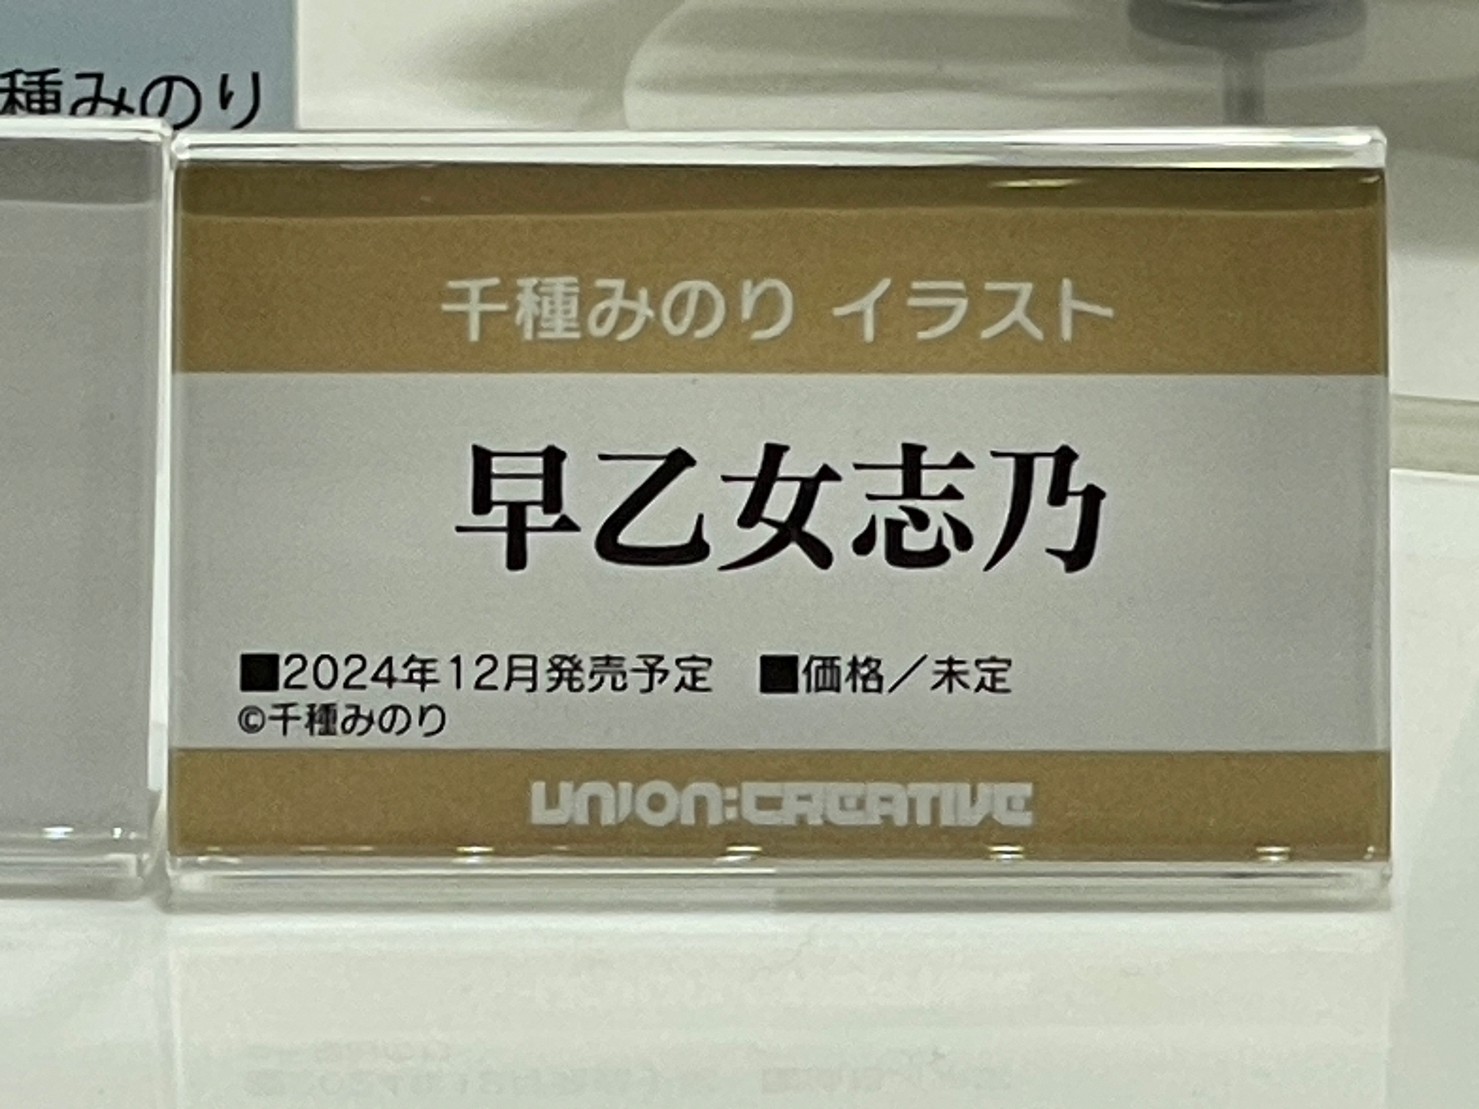 種みのり
千種みのり イラスト
早乙女志乃
■2024年12月発売予定　■価格／未定
©千種みのり
UNION:CREATIVE